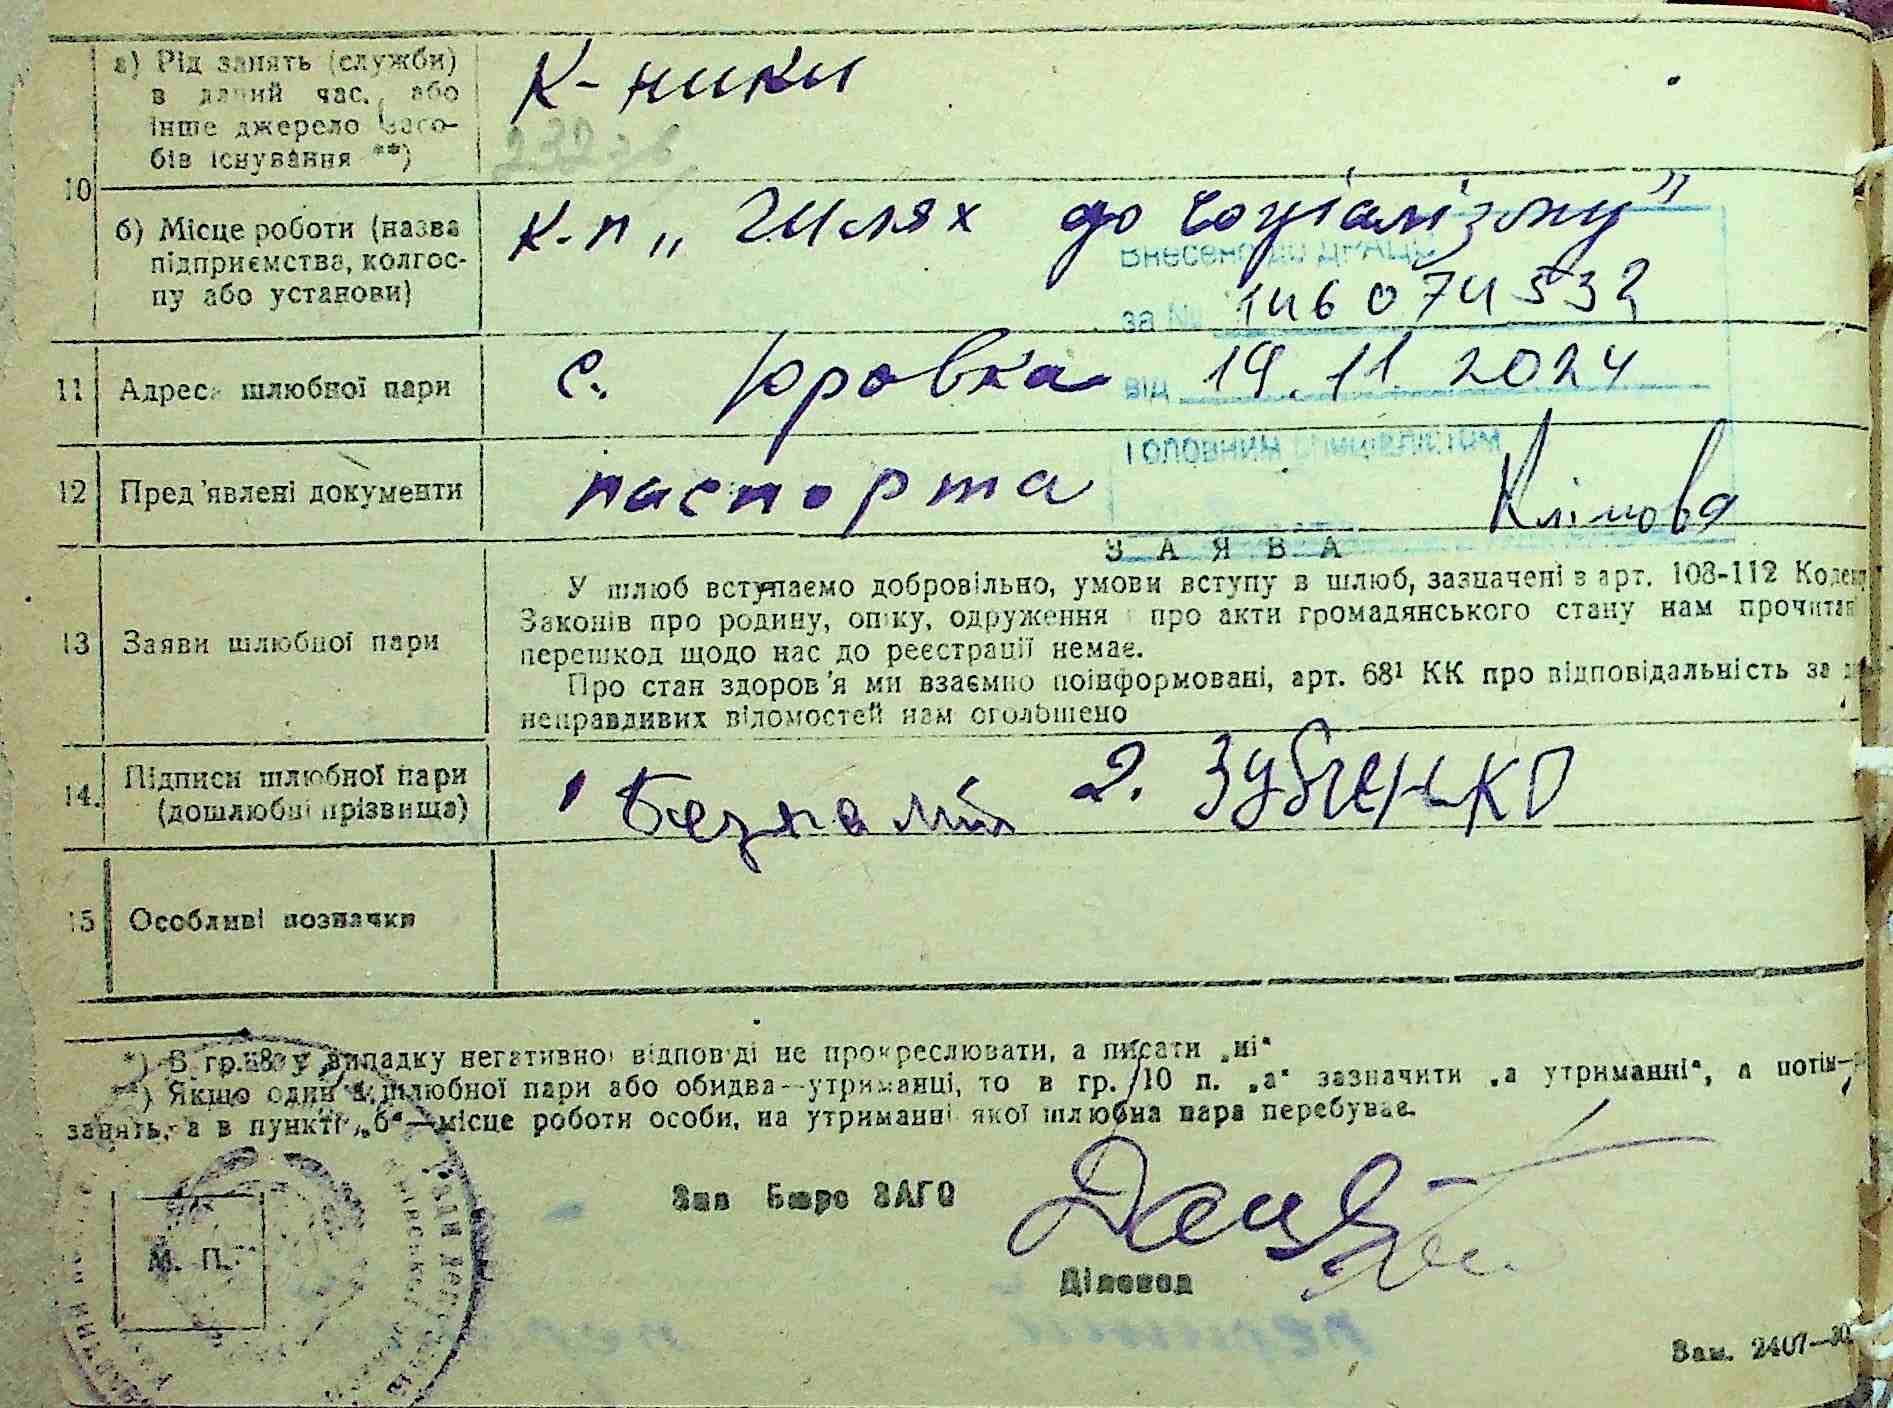 10
а) Рід занять (служби)
в даний час, або
інше джерело засо-
бів існування **)
К-ники
б) Місце роботи (назва
підприємства, колгос-
пу або установи)
к-п „Шлях до соціалізму"
Внесено до ДРАЦС
за № 146074532
11 Адреса шлюбної пари
с. Юровка
від 19.11.2024
Головним спеціалістом
12 Пред'явлені документи
паспорта
Клімова
ЗАЯВА
13 Заяви шлюбної пари
У шлюб вступаємо добровільно, умови вступу в шлюб, зазначені в арт. 108-112 Кодек
Законів про родину, опіку, одруження і про акти громадянського стану нам прочитан
перешкод щодо нас до реєстрації немає.
Про стан здоров'я ми взаємно поінформовані, арт. 68¹ КК про відповідальність за
неправдивих відомостей нам оголошено
14. Підписи шлюбної пари
(дошлюбні прізвища)
1 2. Зубченко
15 Особливі позначки
*) В гр. 8 у випадку негативної відповіді не прокреслювати, а писати „ні"
**) Якщо один з шлюбної пари або обидва—утриманці, то в гр. 10 п. „а" зазначити „а утриманні", а потім—
занять, а в пункті „б"—місце роботи особи, на утриманні якої шлюбна пара перебуває.
Зав Бюро ЗАГС
М. П.
Діловод
Зам. 2407—30